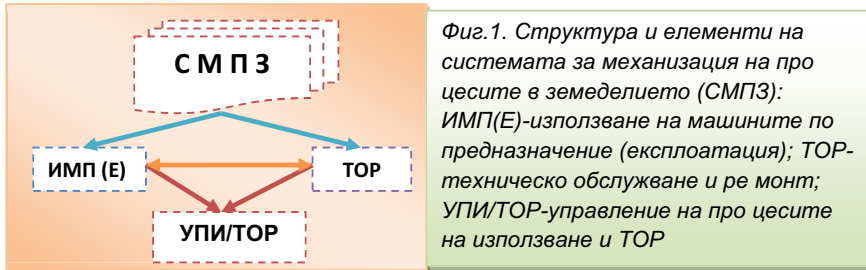 С М П З
ИМП (Е)
ТОР
УПИ/ТОР
Фиг.1. Структура и елементи на
системата за механизация на про
цесите в земеделието (СМПЗ):
ИМП(Е)-използване на машините по
предназначение (експлоатация); ТОР-
техническо обслужване и ре монт;
УПИ/ТОР-управление на про цесите
на използване и ТОР